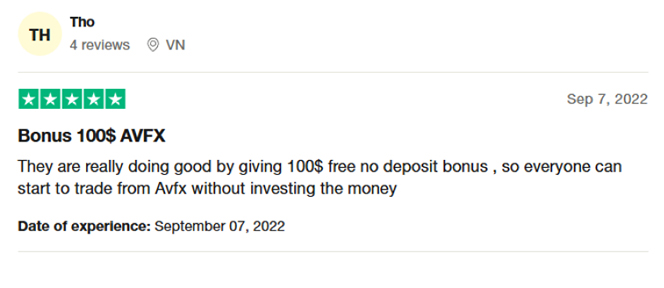 TH
Tho
4 reviews VN
Sep 7, 2022
Bonus 100$ AVFX
They are really doing good by giving 100$ free no deposit bonus , so everyone can
start to trade from Avfx without investing the money
Date of experience: September 07, 2022